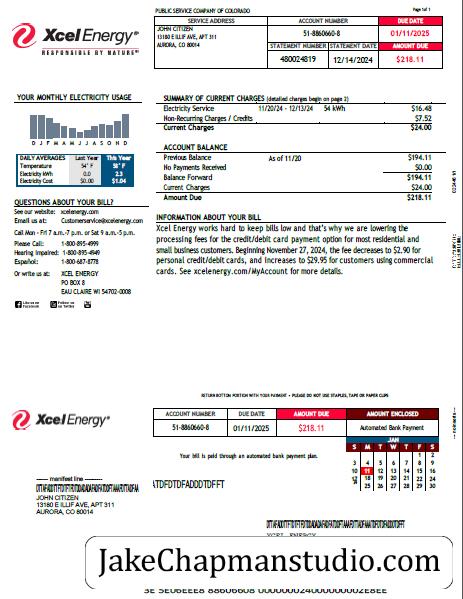 PUBLIC SERVICE COMPANY OF COLORADO
Page 1 of 1
Xcel Energy®
RESPONSIBLE BY NATURE®
SERVICE ADDRESS ACCOUNT NUMBER DUE DATE
JOHN CITIZEN
13180 E ILLIF AVE, APT 311
AURORA, CO 80014
51-8860660-8 01/11/2025
STATEMENT NUMBER STATEMENT DATE AMOUNT DUE
480024819 12/14/2024 $218.11
YOUR MONTHLY ELECTRICITY USAGE
D J F M A M J J A S O N D
DAILY AVERAGES Last Year This Year
Temperature 54° F 58° F
Electricity kWh 0.0 2.3
Electricity Cost $0.00 $1.04
QUESTIONS ABOUT YOUR BILL?
See our website: xcelenergy.com
Email us at: Customerservice@xcelenergy.com
Call Mon - Fri 7 a.m.-7 p.m. or Sat 9 a.m.-5 p.m.
Please Call: 1-800-895-4999
Hearing Impaired: 1-800-895-4949
Español: 1-800-687-8778
Or write us at: XCEL ENERGY
PO BOX 8
EAU CLAIRE WI 54702-0008
SUMMARY OF CURRENT CHARGES (detailed charges begin on page 2)
Electricity Service 11/20/24 - 12/13/24 54 kWh $16.48
Non-Recurring Charges / Credits $7.52
Current Charges $24.00
ACCOUNT BALANCE
Previous Balance As of 11/20 $194.11
No Payments Received $0.00
Balance Forward $194.11
Current Charges $24.00
Amount Due $218.11
INFORMATION ABOUT YOUR BILL
Xcel Energy works hard to keep bills low and that's why we are lowering the
processing fees for the credit/debit card payment option for most residential and
small business customers. Beginning November 27, 2024, the fee decreases to $2.90 for
personal credit/debit cards, and increases to $29.95 for customers using commercial
cards. See xcelenergy.com/MyAccount for more details.
RETURN BOTTOM PORTION WITH YOUR PAYMENT • PLEASE DO NOT USE STAPLES, TAPE OR PAPER CLIPS
Xcel Energy®
ACCOUNT NUMBER DUE DATE AMOUNT DUE AMOUNT ENCLOSED
51-8860660-8 01/11/2025 $218.11 Automated Bank Payment
Your bill is paid through an automated bank payment plan.
JAN
S M T W T F S
1 2
3 4 5 6 7 8 9
10 11 12 13 14 15 16
17 18 19 20 21 22 23
25 26 27 28 29 30
------ manifest line ------
JOHN CITIZEN
13180 E ILLIF AVE, APT 311
AURORA, CO 80014
XCEL ENERGY
JakeChapmanstudio.com